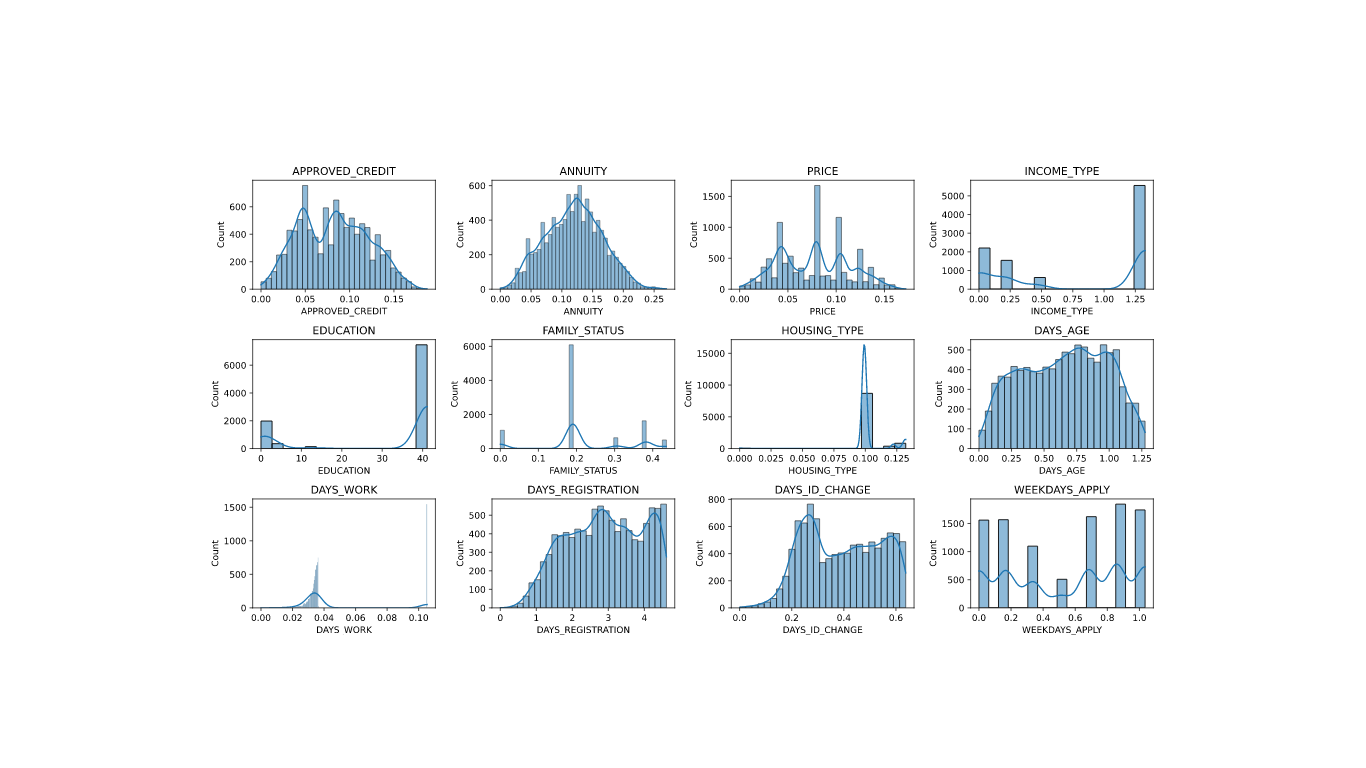 APPROVED_CREDIT ANNUITY PRICE INCOME_TYPE
Count 600 400 200 0
0.00 0.05 0.10 0.15
APPROVED_CREDIT
Count 600 400 200 0
0.00 0.05 0.10 0.15 0.20 0.25
ANNUITY
Count 1500 1000 500 0
0.00 0.05 0.10 0.15
PRICE
Count 5000 4000 3000 2000 1000 0
0.00 0.25 0.50 0.75 1.00 1.25
INCOME_TYPE
EDUCATION FAMILY_STATUS HOUSING_TYPE DAYS_AGE
Count 6000 4000 2000 0
0 10 20 30 40
EDUCATION
Count 6000 4000 2000 0
0.0 0.1 0.2 0.3 0.4
FAMILY_STATUS
Count 15000 10000 5000 0
0.000 0.025 0.050 0.075 0.100 0.125
HOUSING_TYPE
Count 500 400 300 200 100 0
0.00 0.25 0.50 0.75 1.00 1.25
DAYS_AGE
DAYS_WORK DAYS_REGISTRATION DAYS_ID_CHANGE WEEKDAYS_APPLY
Count 1500 1000 500 0
0.00 0.02 0.04 0.06 0.08 0.10
DAYS_WORK
Count 500 400 300 200 100 0
0 1 2 3 4
DAYS_REGISTRATION
Count 800 600 400 200 0
0.0 0.2 0.4 0.6
DAYS_ID_CHANGE
Count 1500 1000 500 0
0.0 0.2 0.4 0.6 0.8 1.0
WEEKDAYS_APPLY